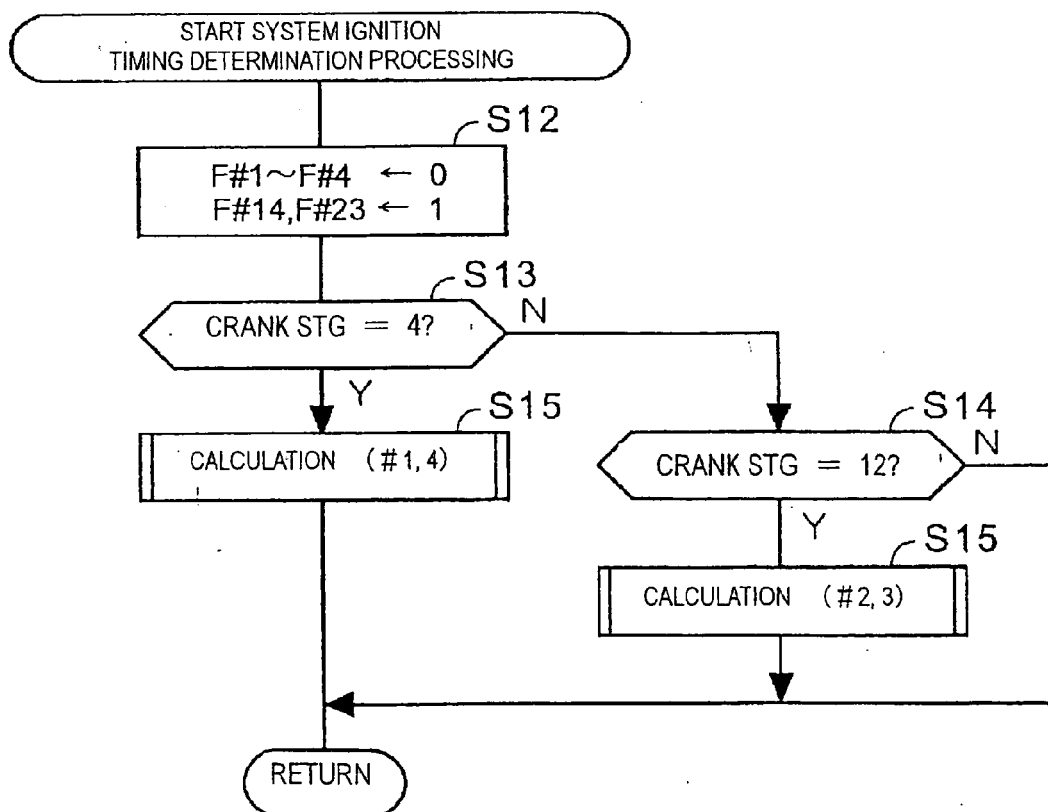 START SYSTEM IGNITION
TIMING DETERMINATION PROCESSING
S12
F#1～F#4 ← 0
F#14,F#23 ← 1
S13
CRANK STG = 4?
N
Y
S15
CALCULATION (#1, 4)
S14
CRANK STG = 12?
N
Y
S15
CALCULATION (#2, 3)
RETURN